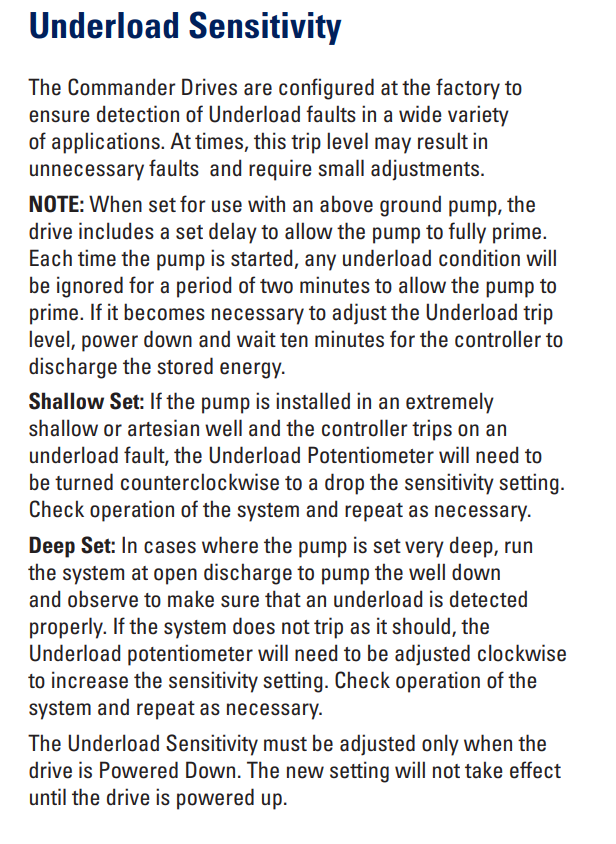 Underload Sensitivity
The Commander Drives are configured at the factory to
ensure detection of Underload faults in a wide variety
of applications. At times, this trip level may result in
unnecessary faults  and require small adjustments.
NOTE: When set for use with an above ground pump, the
drive includes a set delay to allow the pump to fully prime.
Each time the pump is started, any underload condition will
be ignored for a period of two minutes to allow the pump to
prime. If it becomes necessary to adjust the Underload trip
level, power down and wait ten minutes for the controller to
discharge the stored energy.
Shallow Set: If the pump is installed in an extremely
shallow or artesian well and the controller trips on an
underload fault, the Underload Potentiometer will need to
be turned counterclockwise to a drop the sensitivity setting.
Check operation of the system and repeat as necessary.
Deep Set: In cases where the pump is set very deep, run
the system at open discharge to pump the well down
and observe to make sure that an underload is detected
properly. If the system does not trip as it should, the
Underload potentiometer will need to be adjusted clockwise
to increase the sensitivity setting. Check operation of the
system and repeat as necessary.
The Underload Sensitivity must be adjusted only when the
drive is Powered Down. The new setting will not take effect
until the drive is powered up.